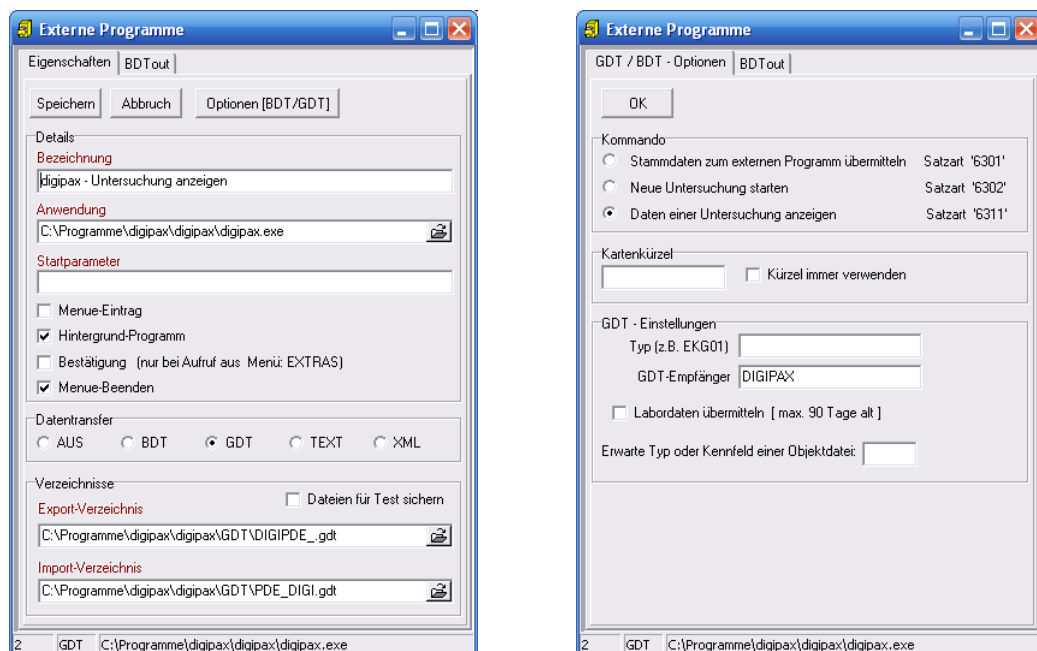 Externe Programme
Eigenschaften BDTout
Speichern Abbruch Optionen [BDT/GDT]
Details
Bezeichnung
digipax - Untersuchung anzeigen
Anwendung
C:\Programme\digipax\digipax\digipax.exe
Startparameter
Menue-Eintrag
Hintergrund-Programm
Bestätigung (nur bei Aufruf aus Menü: EXTRAS)
Menue-Beenden
Datentransfer
AUS BDT GDT TEXT XML
Verzeichnisse
Dateien für Test sichern
Export-Verzeichnis
C:\Programme\digipax\digipax\GDT\DIGIPDE_.gdt
Import-Verzeichnis
C:\Programme\digipax\digipax\GDT\PDE_DIGI.gdt
2 GDT C:\Programme\digipax\digipax\digipax.exe
Externe Programme
GDT / BDT - Optionen BDTout
OK
Kommando
Stammdaten zum externen Programm übermitteln Satzart '6301'
Neue Untersuchung starten Satzart '6302'
Daten einer Untersuchung anzeigen Satzart '6311'
Kartenkürzel
Kürzel immer verwenden
GDT - Einstellungen
Typ (z.B. EKG01)
GDT-Empfänger DIGIPAX
Labordaten übermitteln [ max. 90 Tage alt ]
Erwarte Typ oder Kennfeld einer Objektdatei:
2 GDT C:\Programme\digipax\digipax\digipax.exe